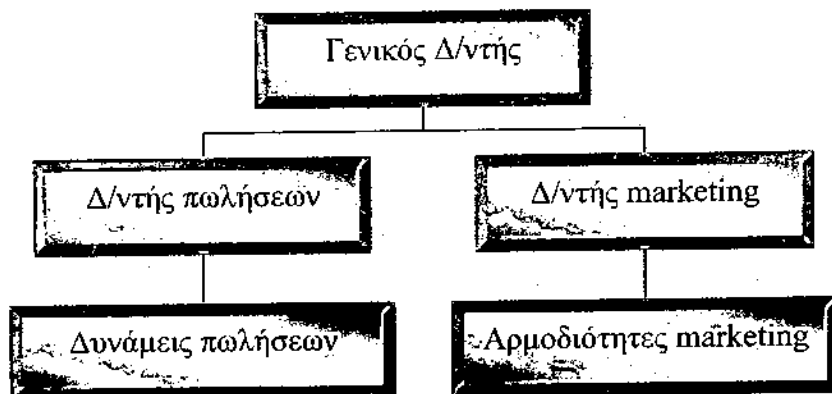 Γενικός Δ/ντής
Δ/ντής πωλήσεων
Δ/ντής marketing
Δυνάμεις πωλήσεων
Αρμοδιότητες marketing